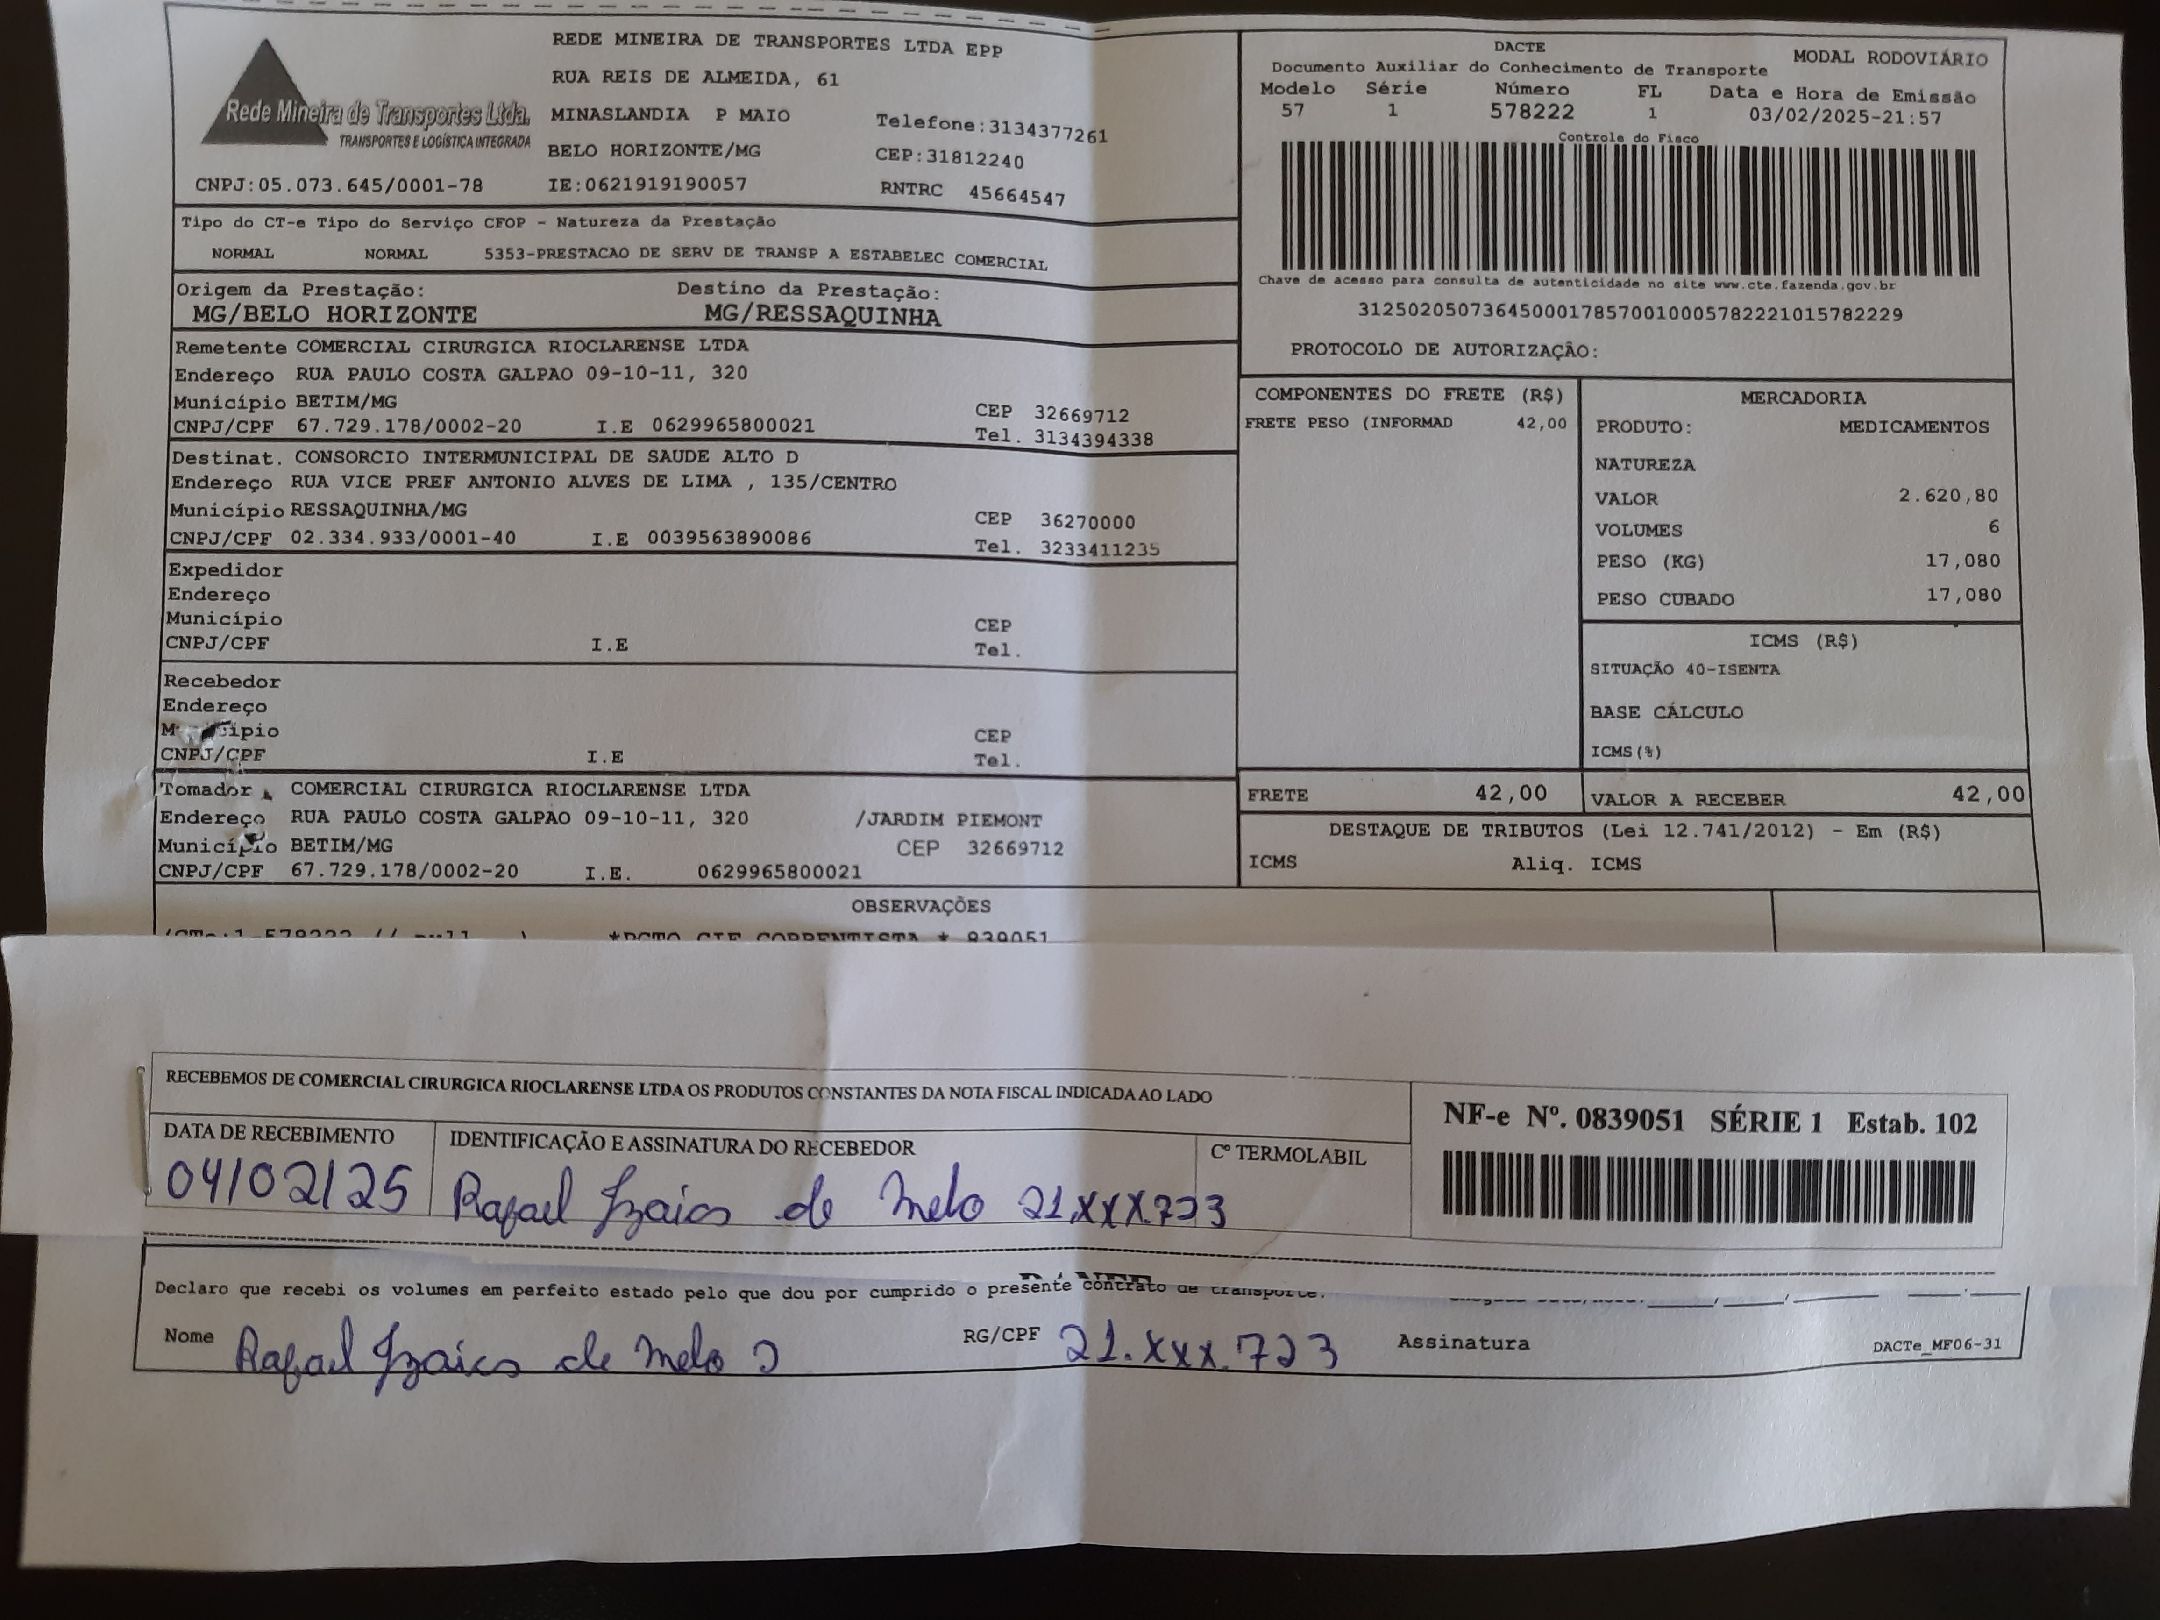 REDE MINEIRA DE TRANSPORTES LTDA EPP
RUA REIS DE ALMEIDA, 61
Rede Mineira de Transportes Ltda.
TRANSPORTES E LOGÍSTICA INTEGRADA
MINASLANDIA P MAIO Telefone:3134377261
BELO HORIZONTE/MG CEP:31812240
CNPJ:05.073.645/0001-78 IE:0621919190057 RNTRC 45664547
DACTE MODAL RODOVIÁRIO
Documento Auxiliar do Conhecimento de Transporte
Modelo Série Número FL Data e Hora de Emissão
57 1 578222 1 03/02/2025-21:57
Controle do Fisco
Chave de acesso para consulta de autenticidade no site www.cte.fazenda.gov.br
31250205073645000178570010005782221015782229
PROTOCOLO DE AUTORIZAÇÃO:
Tipo do CT-e Tipo do Serviço CFOP - Natureza da Prestação
NORMAL NORMAL 5353-PRESTACAO DE SERV DE TRANSP A ESTABELEC COMERCIAL
Origem da Prestação: Destino da Prestação:
MG/BELO HORIZONTE MG/RESSAQUINHA
Remetente COMERCIAL CIRURGICA RIOCLARENSE LTDA
Endereço RUA PAULO COSTA GALPAO 09-10-11, 320
Município BETIM/MG CEP 32669712
CNPJ/CPF 67.729.178/0002-20 I.E 0629965800021 Tel. 3134394338
Destinat. CONSORCIO INTERMUNICIPAL DE SAUDE ALTO D
Endereço RUA VICE PREF ANTONIO ALVES DE LIMA , 135/CENTRO
Município RESSAQUINHA/MG CEP 36270000
CNPJ/CPF 02.334.933/0001-40 I.E 0039563890086 Tel. 3233411235
Expedidor
Endereço
Município CEP
CNPJ/CPF I.E Tel.
Recebedor
Endereço
CEP
CNPJ/CPF I.E Tel.
Tomador COMERCIAL CIRURGICA RIOCLARENSE LTDA
Endereço RUA PAULO COSTA GALPAO 09-10-11, 320 /JARDIM PIEMONT
Município BETIM/MG CEP 32669712
CNPJ/CPF 67.729.178/0002-20 I.E. 0629965800021
COMPONENTES DO FRETE (R$)
FRETE PESO (INFORMAD 42,00
MERCADORIA
PRODUTO: MEDICAMENTOS
NATUREZA
VALOR 2.620,80
VOLUMES 6
PESO (KG) 17,080
PESO CUBADO 17,080
ICMS (R$)
SITUAÇÃO 40-ISENTA
BASE CÁLCULO
ICMS(%)
FRETE 42,00 VALOR A RECEBER 42,00
DESTAQUE DE TRIBUTOS (Lei 12.741/2012) - Em (R$)
ICMS Aliq. ICMS
OBSERVAÇÕES
RECEBEMOS DE COMERCIAL CIRURGICA RIOCLARENSE LTDA OS PRODUTOS CONSTANTES DA NOTA FISCAL INDICADA AO LADO
DATA DE RECEBIMENTO IDENTIFICAÇÃO E ASSINATURA DO RECEBEDOR Cº TERMOLABIL
04/02/25 Rafael Izaias de Melo 21.XXX.723
NF-e Nº. 0839051 SÉRIE 1 Estab. 102
Declaro que recebi os volumes em perfeito estado pelo que dou por cumprido o presente contrato de transporte.
Nome Rafael Izaias de Melo RG/CPF 21.XXX.723 Assinatura DACTe_MF06-31